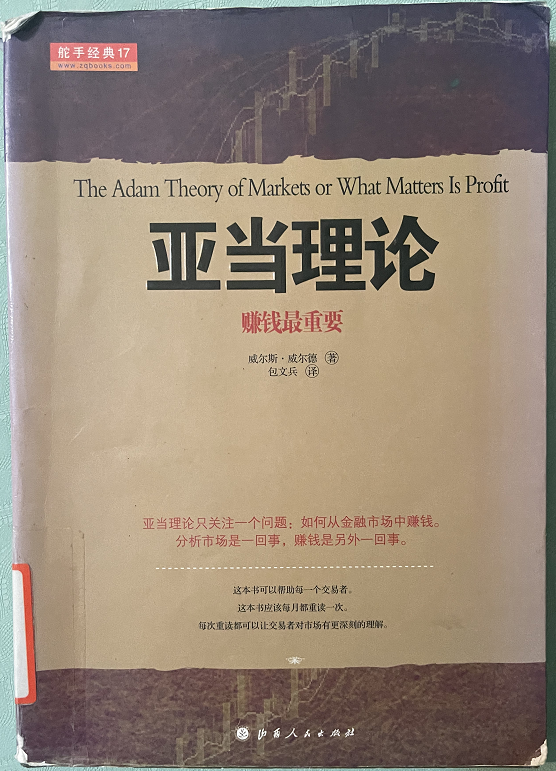 舵手经典17
www.zqbooks.com
The Adam Theory of Markets or What Matters Is Profit
亚当理论
赚钱最重要
威尔斯·威尔德 著
包文兵 译
亚当理论只关注一个问题：如何从金融市场中赚钱。
分析市场是一回事，赚钱是另外一回事。
这本书可以帮助每一个交易者。
这本书应该每月都重读一次。
每次重读都可以让交易者对市场有更深刻的理解。
山西人民出版社